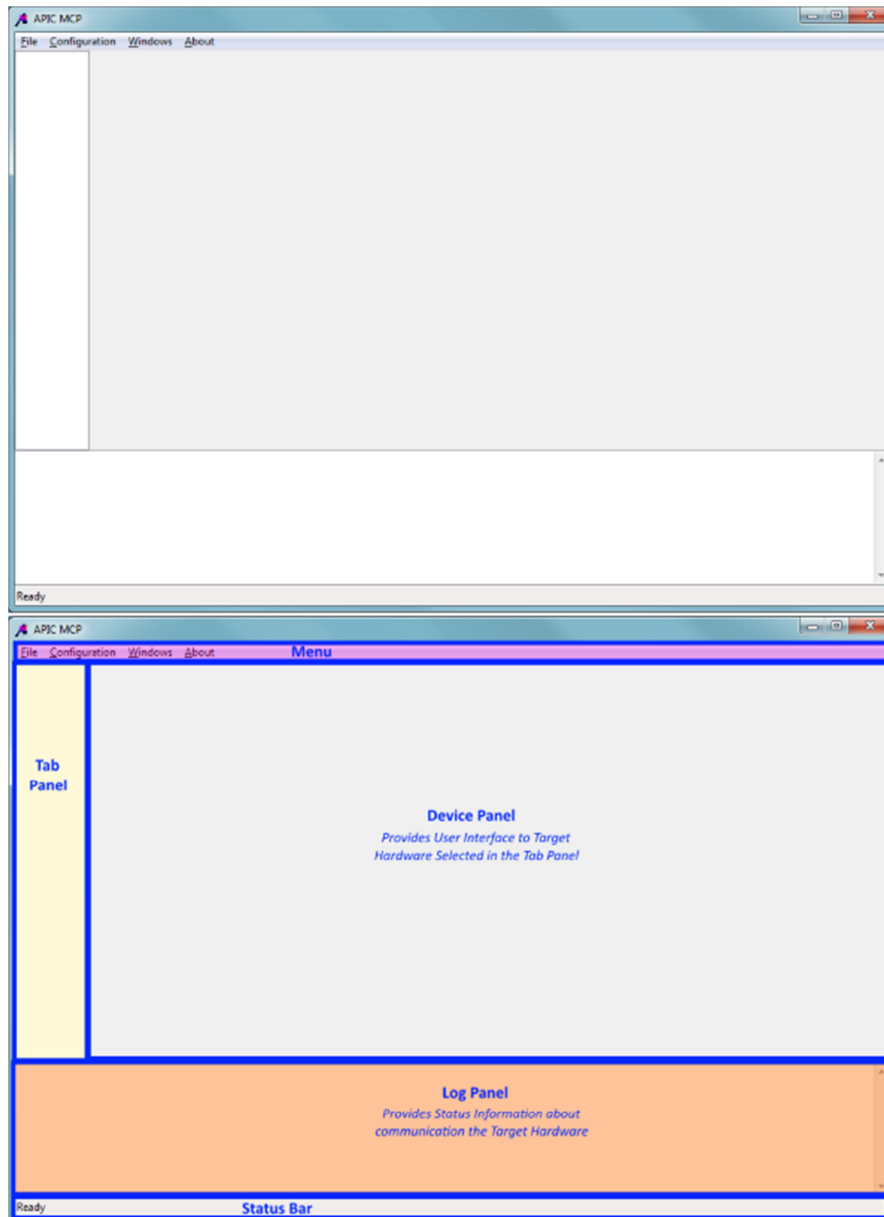 APIC MCP
File Configuration Windows About
Ready
APIC MCP
File Configuration Windows About Menu
Tab
Panel
Device Panel
Provides User Interface to Target
Hardware Selected in the Tab Panel
Log Panel
Provides Status Information about
communication the Target Hardware
Ready Status Bar